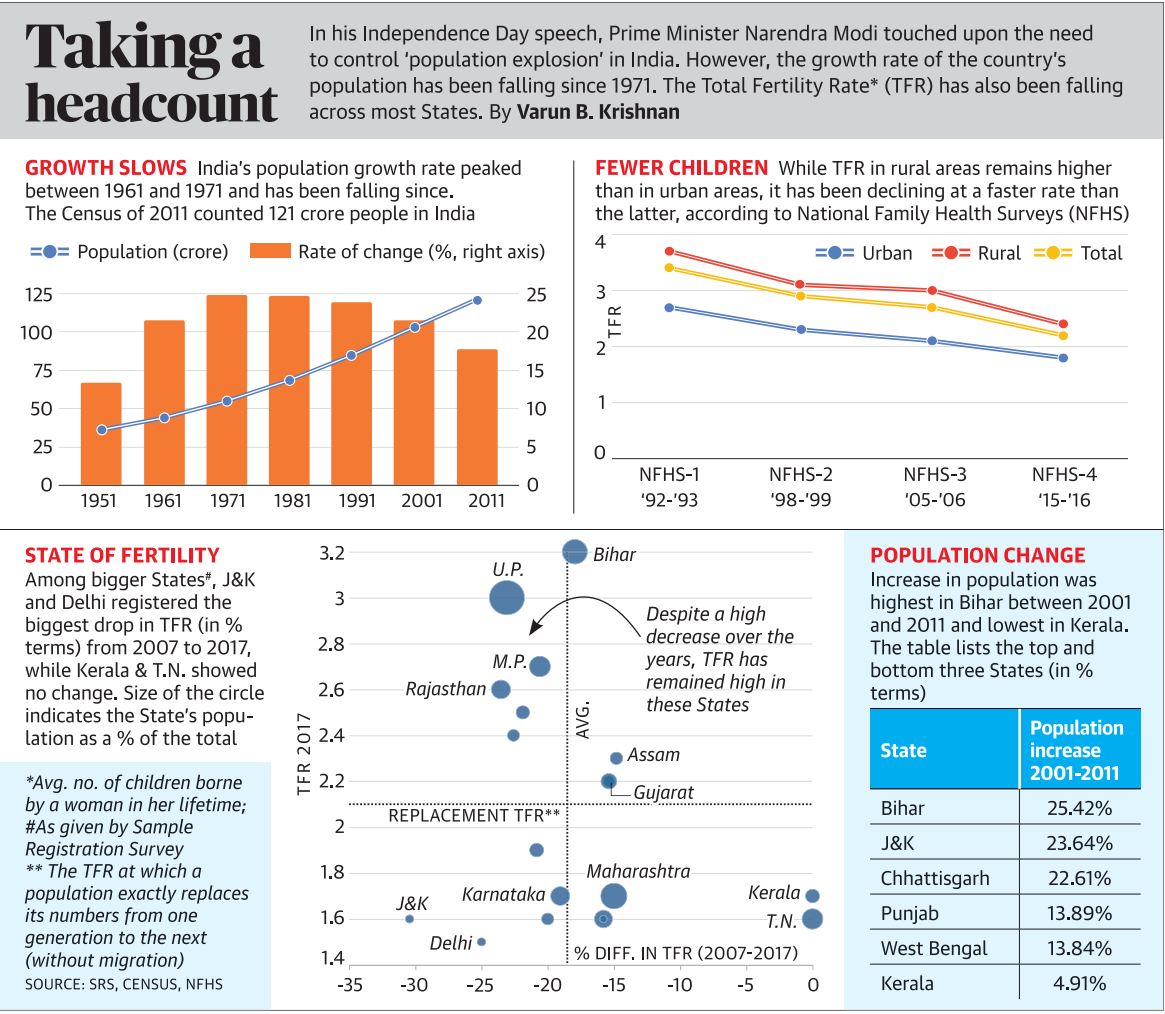 Taking a
headcount
In his Independence Day speech, Prime Minister Narendra Modi touched upon the need
to control ‘population explosion’ in India. However, the growth rate of the country’s
population has been falling since 1971. The Total Fertility Rate* (TFR) has also been falling
across most States. By Varun B. Krishnan
GROWTH SLOWS India’s population growth rate peaked
between 1961 and 1971 and has been falling since.
The Census of 2011 counted 121 crore people in India
Population (crore)
Rate of change (%, right axis)
125
100
75
50
25
0
25
20
15
10
5
0
1951 1961 1971 1981 1991 2001 2011
FEWER CHILDREN While TFR in rural areas remains higher
than in urban areas, it has been declining at a faster rate than
the latter, according to National Family Health Surveys (NFHS)
Urban
Rural
Total
4
3
2
1
0
TFR
NFHS-1 NFHS-2 NFHS-3 NFHS-4
‘92-’93 ‘98-’99 ‘05-’06 ‘15-’16
STATE OF FERTILITY
Among bigger States#, J&K
and Delhi registered the
biggest drop in TFR (in %
terms) from 2007 to 2017,
while Kerala & T.N. showed
no change. Size of the circle
indicates the State’s popu-
lation as a % of the total
*Avg. no. of children borne
by a woman in her lifetime;
#As given by Sample
Registration Survey
** The TFR at which a
population exactly replaces
its numbers from one
generation to the next
(without migration)
SOURCE: SRS, CENSUS, NFHS
3.2
3
2.8
2.6
2.4
2.2
2
1.8
1.6
1.4
TFR 2017
Bihar
U.P.
Despite a high
decrease over the
years, TFR has
remained high in
these States
M.P.
Rajasthan
AVG.
Assam
Gujarat
REPLACEMENT TFR**
Maharashtra
Karnataka
Kerala
J&K
T.N.
Delhi
% DIFF. IN TFR (2007-2017)
-35 -30 -25 -20 -15 -10 -5 0
POPULATION CHANGE
Increase in population was
highest in Bihar between 2001
and 2011 and lowest in Kerala.
The table lists the top and
bottom three States (in %
terms)
State
Population
increase
2001-2011
Bihar 25.42%
J&K 23.64%
Chhattisgarh 22.61%
Punjab 13.89%
West Bengal 13.84%
Kerala 4.91%